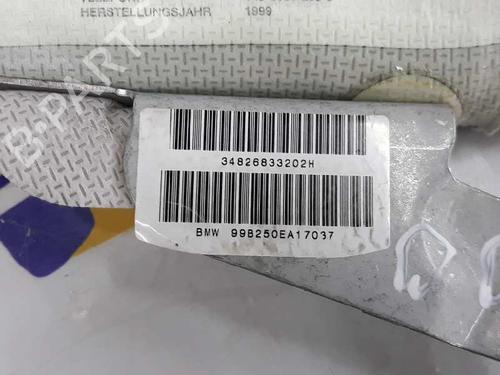 HERSTELLUNGSJAHR 1999
34826833202H
BMW 99B250EA17037
B-PARTS